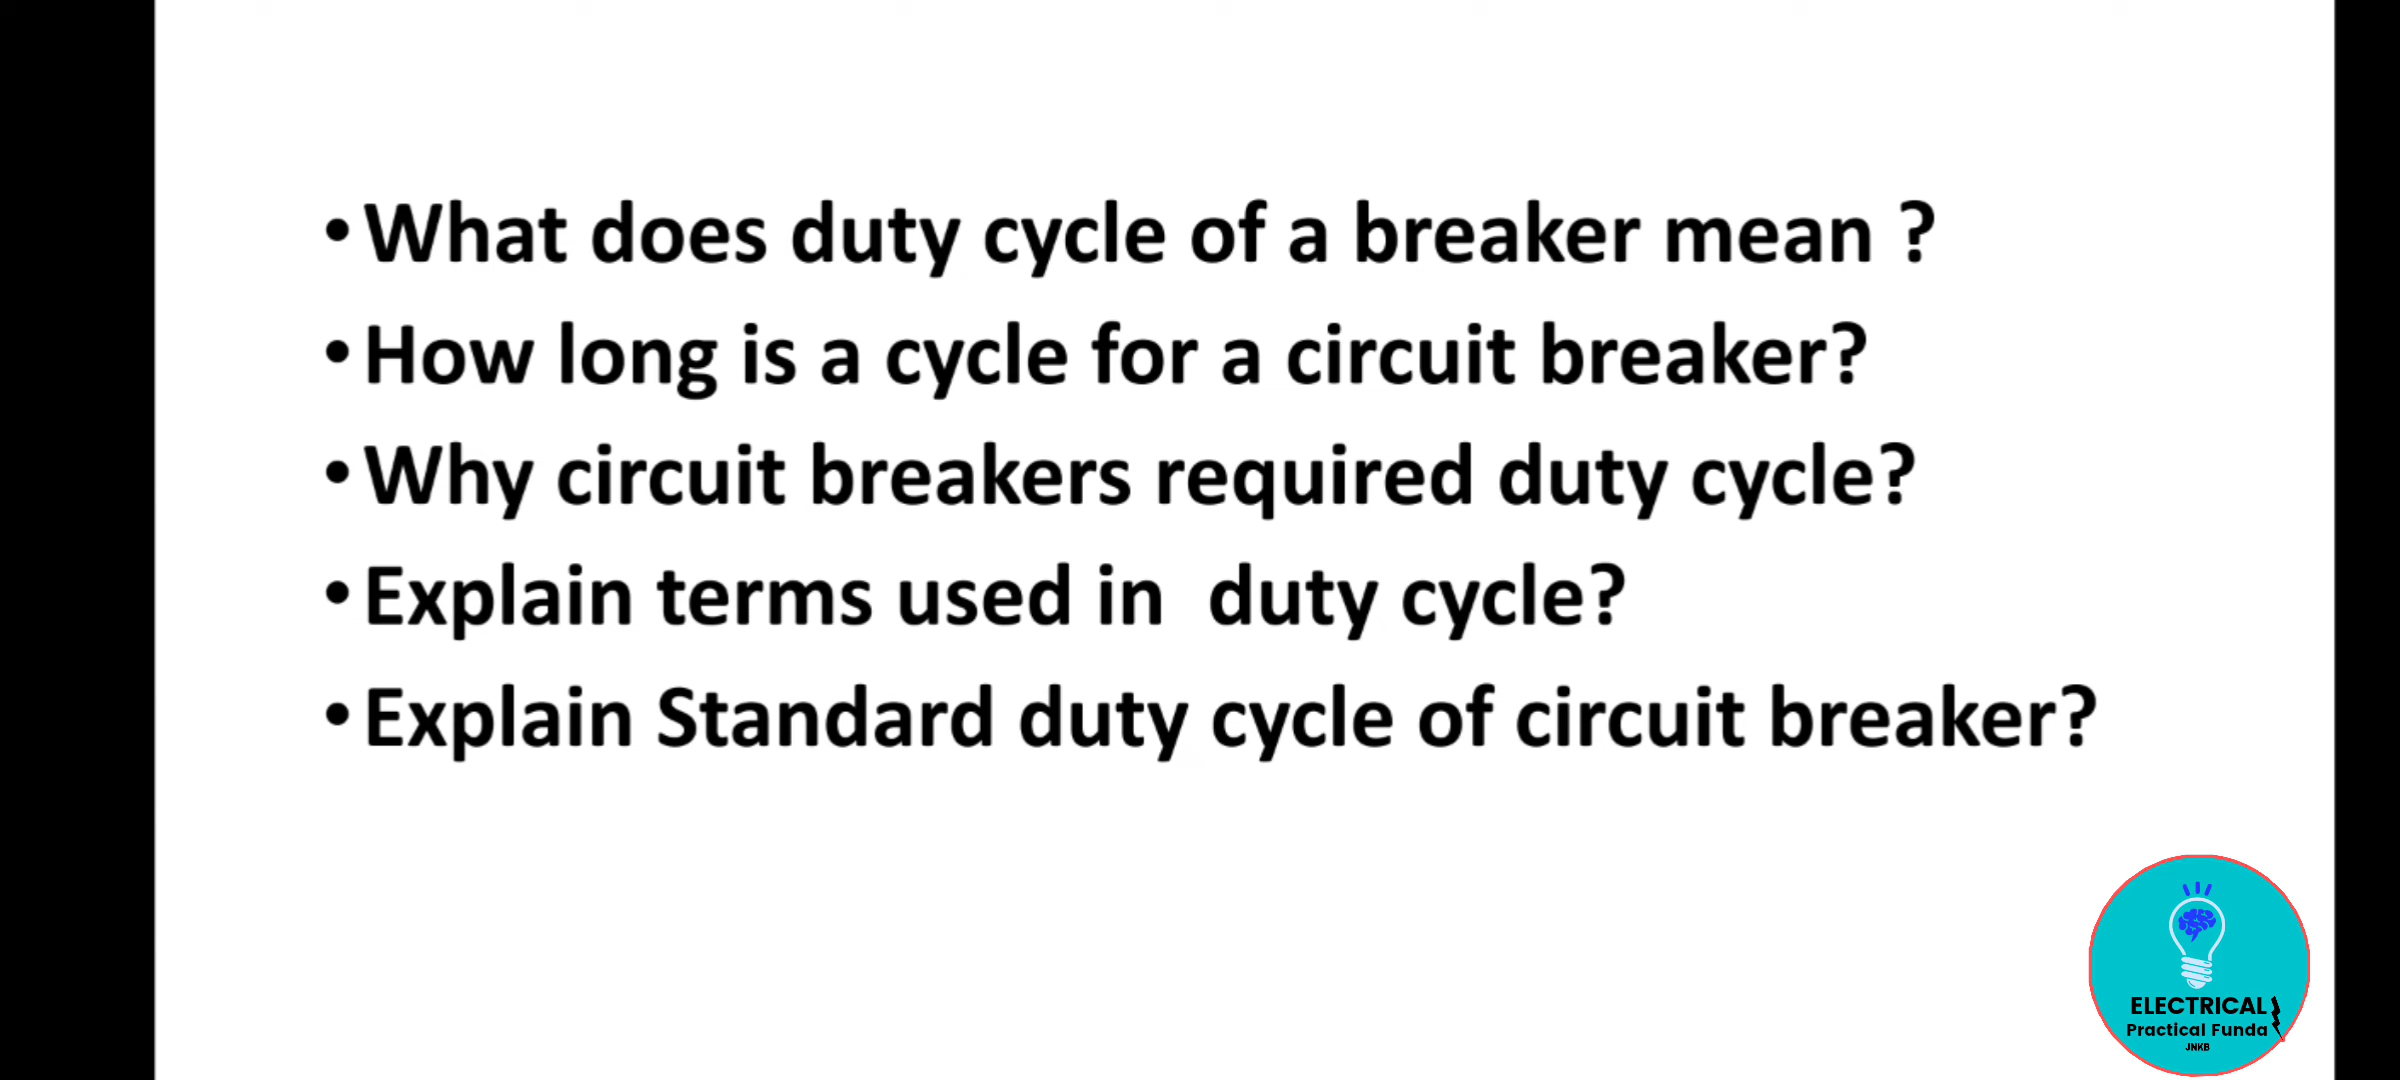 •What does duty cycle of a breaker mean ?
•How long is a cycle for a circuit breaker?
•Why circuit breakers required duty cycle?
•Explain terms used in  duty cycle?
•Explain Standard duty cycle of circuit breaker?
ELECTRICAL
Practical Funda
JNKB